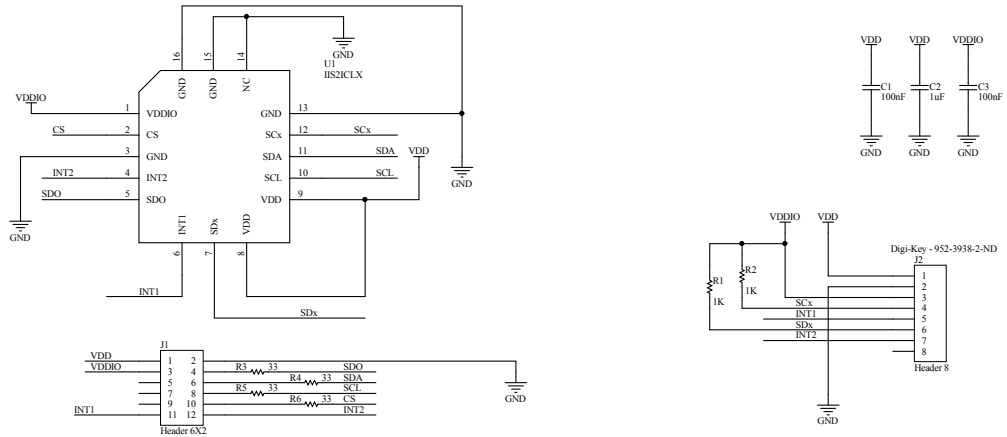 16
15
14
GND
GND
NC
GND
U1
IIS2ICLX
VDDIO
1
VDDIO
GND
13
CS
2
CS
SCx
12
SCx
3
GND
SDA
11
SDA
VDD
INT2
4
INT2
SCL
10
SCL
SDO
5
SDO
VDD
9
GND
GND
INT1
SDx
VDD
6
7
8
INT1
SDx
J1
VDD
1
2
VDDIO
3
4
R3
33
SDO
5
6
R4
33
SDA
7
8
R5
33
SCL
9
10
R6
33
CS
INT1
11
12
INT2
Header 6X2
GND
VDD
VDD
VDDIO
C1
100nF
C2
1uF
C3
100nF
GND
GND
GND
VDDIO
VDD
Digi-Key - 952-3938-2-ND
J2
R1
1K
R2
1K
1
2
3
SCx
4
INT1
5
SDx
6
INT2
7
8
Header 8
GND